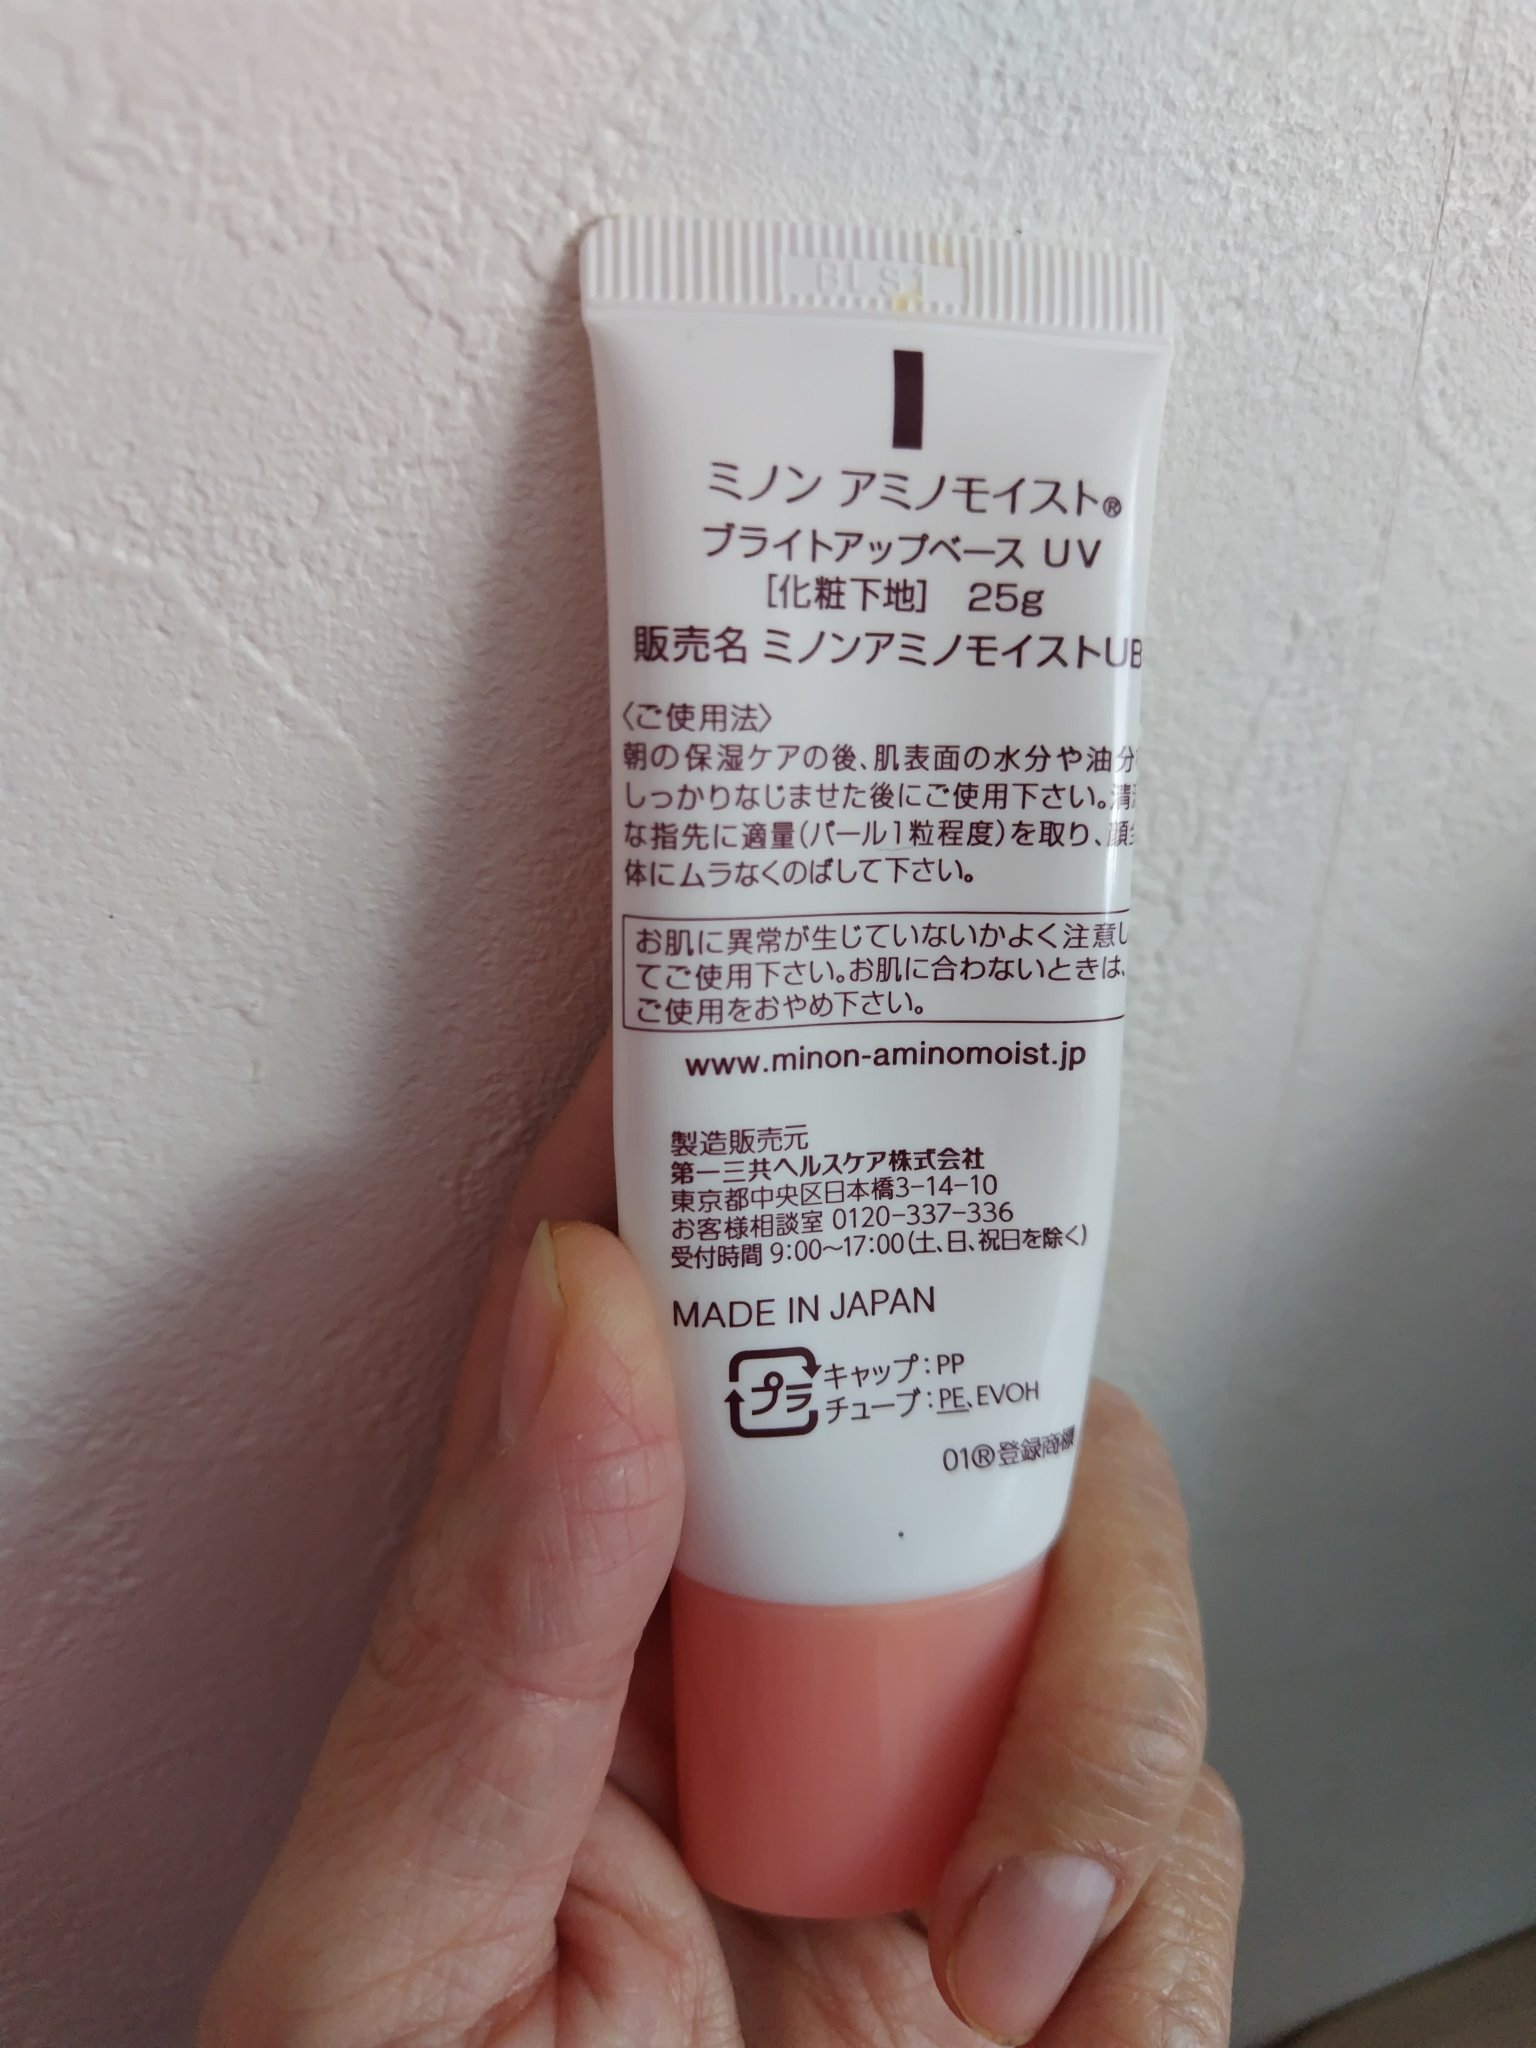 BLS1
ミノン アミノモイスト®
ブライトアップベース UV
[化粧下地] 25g
販売名 ミノンアミノモイストUB
〈ご使用法〉
朝の保湿ケアの後、肌表面の水分や油分
しっかりなじませた後にご使用下さい。清
な指先に適量(パール1粒程度)を取り、顔
体にムラなくのばして下さい。
お肌に異常が生じていないかよく注意し
てご使用下さい。お肌に合わないときは、
ご使用をおやめ下さい。
www.minon-aminomoist.jp
製造販売元
第一三共ヘルスケア株式会社
東京都中央区日本橋3-14-10
お客様相談室 0120-337-336
受付時間 9:00~17:00(土、日、祝日を除く)
MADE IN JAPAN
プラ
キャップ:PP
チューブ:PE、EVOH
01®登録商標